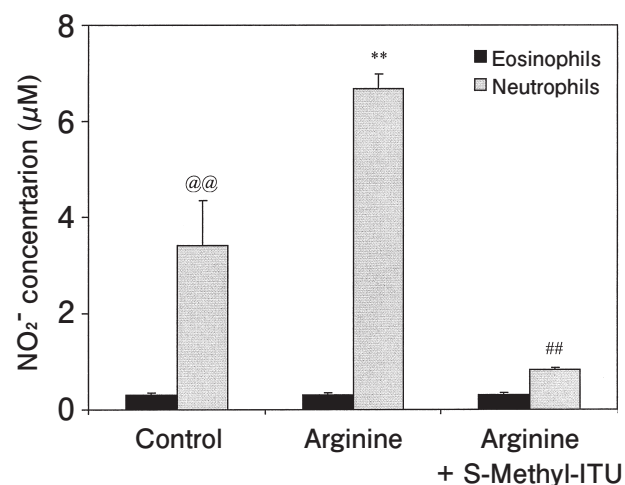 8
6
4
2
0
NO₂⁻ concenrtarion (μM)
Eosinophils
Neutrophils
@@
**
##
Control
Arginine
Arginine
+ S-Methyl-ITU